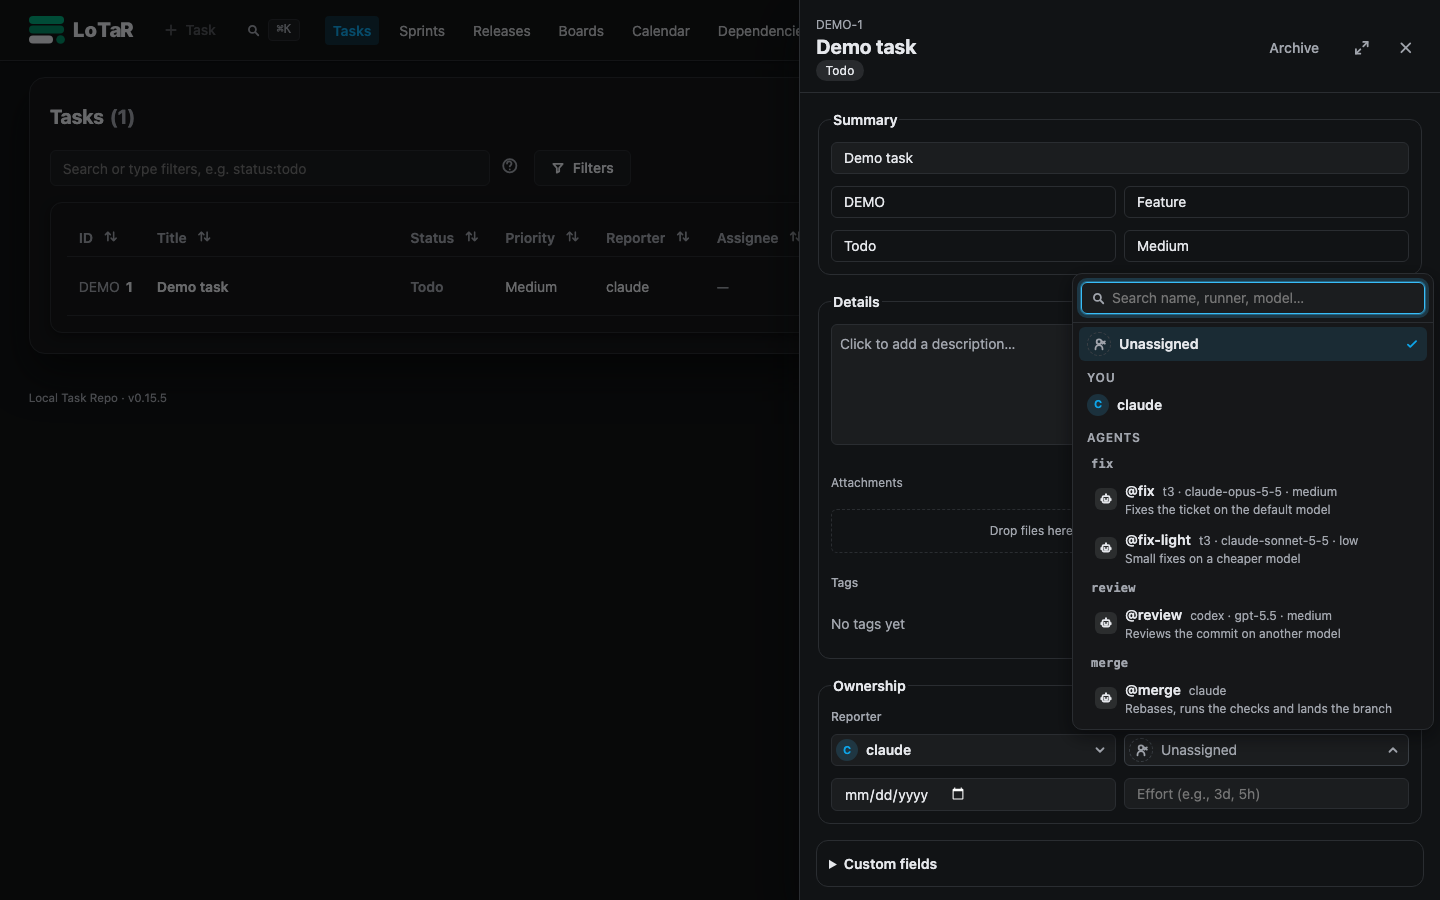 LoTaR
Task
⌘K
Tasks
Sprints
Releases
Boards
Calendar
Dependencie
Tasks (1)
Search or type filters, e.g. status:todo
Filters
ID
Title
Status
Priority
Reporter
Assignee
DEMO 1
Demo task
Todo
Medium
claude
—
Local Task Repo · v0.15.5
DEMO-1
Demo task
Todo
Archive
Summary
Demo task
DEMO
Feature
Todo
Medium
Details
Click to add a description...
Attachments
Drop files here
Tags
No tags yet
Search name, runner, model...
Unassigned
YOU
C claude
AGENTS
fix
@fix t3 · claude-opus-5-5 · medium
Fixes the ticket on the default model
@fix-light t3 · claude-sonnet-5-5 · low
Small fixes on a cheaper model
review
@review codex · gpt-5.5 · medium
Reviews the commit on another model
merge
@merge claude
Rebases, runs the checks and lands the branch
Ownership
Reporter
C claude
Unassigned
mm/dd/yyyy
Effort (e.g., 3d, 5h)
Custom fields